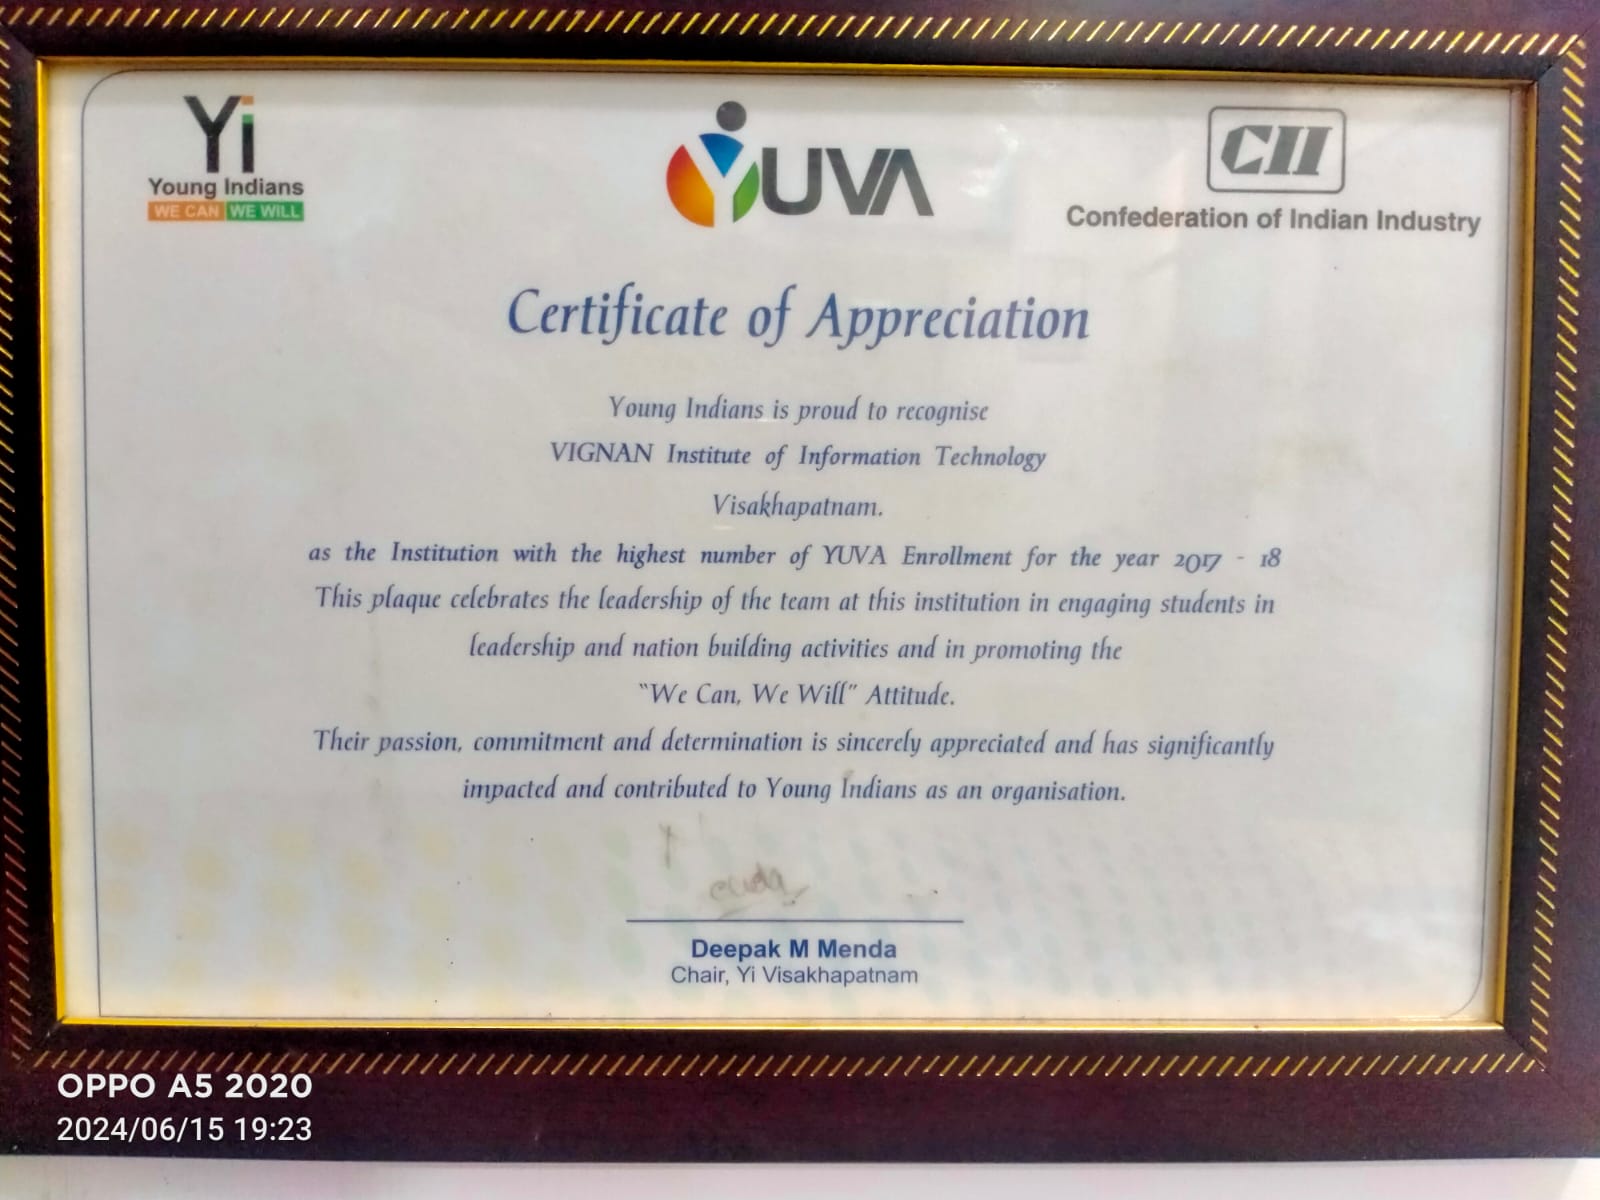 Yi
Young Indians
WE CAN WE WILL
YUVA
CII
Confederation of Indian Industry
Certificate of Appreciation
Young Indians is proud to recognise
VIGNAN Institute of Information Technology
Visakhapatnam.
as the Institution with the highest number of YUVA Enrollment for the year 2017 - 18
This plaque celebrates the leadership of the team at this institution in engaging students in
leadership and nation building activities and in promoting the
“We Can, We Will” Attitude.
Their passion, commitment and determination is sincerely appreciated and has significantly
impacted and contributed to Young Indians as an organisation.
Deepak M Menda
Chair, Yi Visakhapatnam
OPPO A5 2020
2024/06/15 19:23